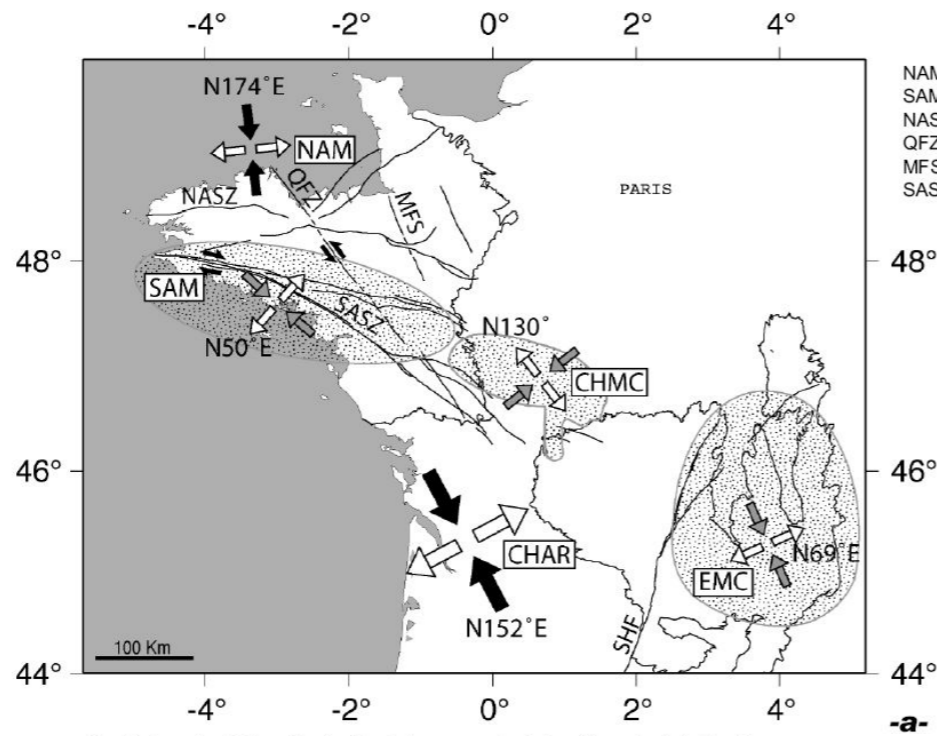 -4° -2° 0° 2° 4°
N174°E
NAM
NAM
SAM
NAS
QFZ
MFS
SAS
PARIS
QFZ
NASZ
MFS
48° 48°
SAM
SASZ
N130°
N50°E
CHMC
46° 46°
CHAR
N69°E
EMC
N152°E
SHF
100 Km
44° 44°
-4° -2° 0° 2° 4°
-a-